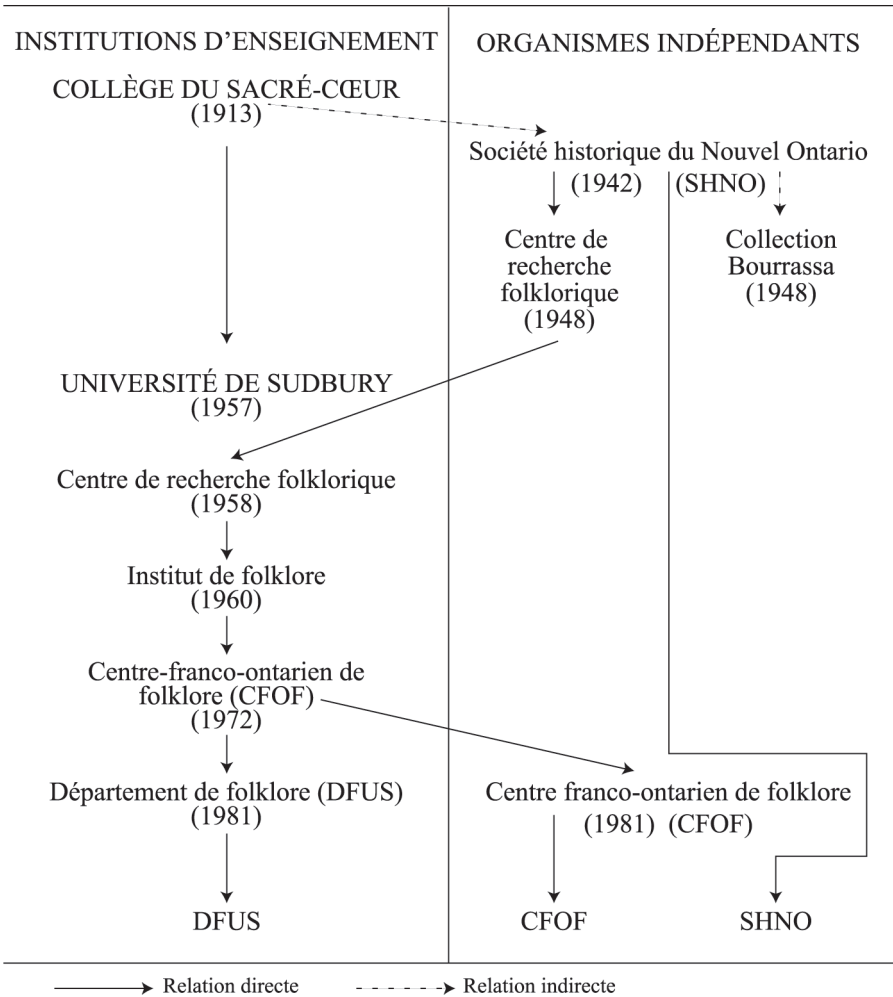 INSTITUTIONS D’ENSEIGNEMENT
COLLÈGE DU SACRÉ-CŒUR
(1913)
UNIVERSITÉ DE SUDBURY
(1957)
Centre de recherche folklorique
(1958)
Institut de folklore
(1960)
Centre-franco-ontarien de
folklore (CFOF)
(1972)
Département de folklore (DFUS)
(1981)
DFUS
ORGANISMES INDÉPENDANTS
Société historique du Nouvel Ontario
(1942) (SHNO)
Centre de
recherche
folklorique
(1948)
Collection
Bourrassa
(1948)
Centre franco-ontarien de folklore
(1981) (CFOF)
CFOF
SHNO
Relation directe
Relation indirecte